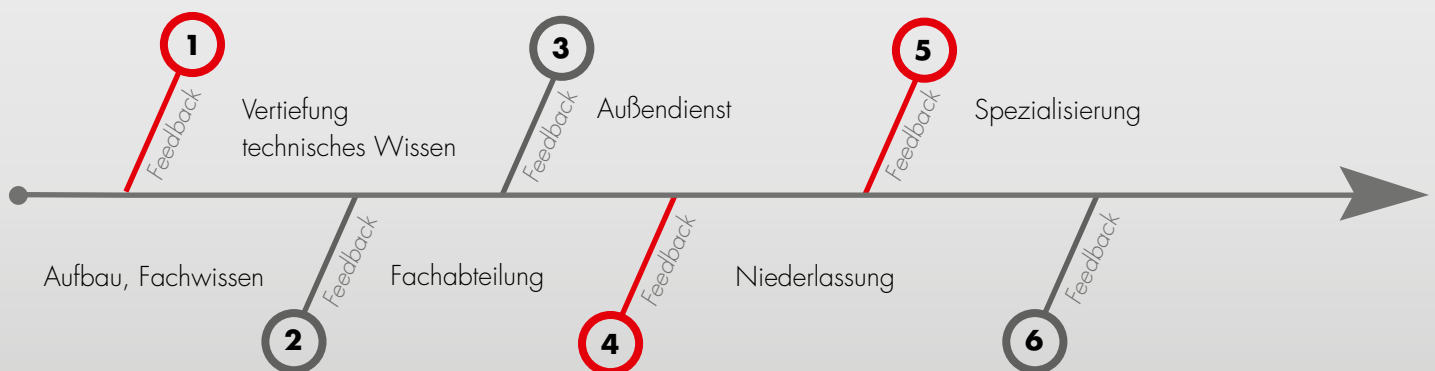 1
3
5
Feedback
Vertiefung
technisches Wissen
Feedback
Außendienst
Feedback
Spezialisierung
Aufbau, Fachwissen
Feedback
Fachabteilung
Feedback
Niederlassung
Feedback
2
4
6